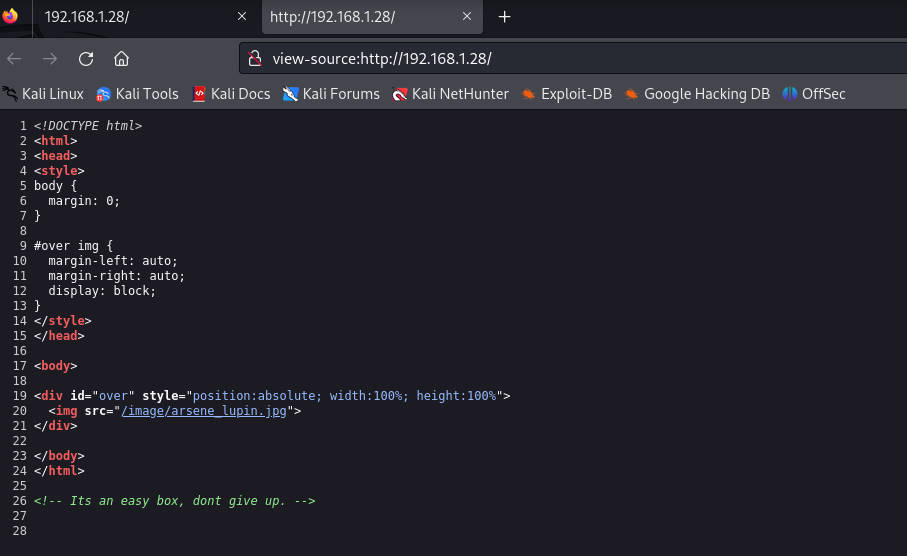 192.168.1.28/ × http://192.168.1.28/ × +
view-source:http://192.168.1.28/
Kali Linux Kali Tools Kali Docs Kali Forums Kali NetHunter Exploit-DB Google Hacking DB OffSec
1 <!DOCTYPE html>
2 <html>
3 <head>
4 <style>
5 body {
6   margin: 0;
7 }
8
9 #over img {
10   margin-left: auto;
11   margin-right: auto;
12   display: block;
13 }
14 </style>
15 </head>
16
17 <body>
18
19 <div id="over" style="position:absolute; width:100%; height:100%">
20   <img src="/image/arsene_lupin.jpg">
21 </div>
22
23 </body>
24 </html>
25
26 <!-- Its an easy box, dont give up. -->
27
28